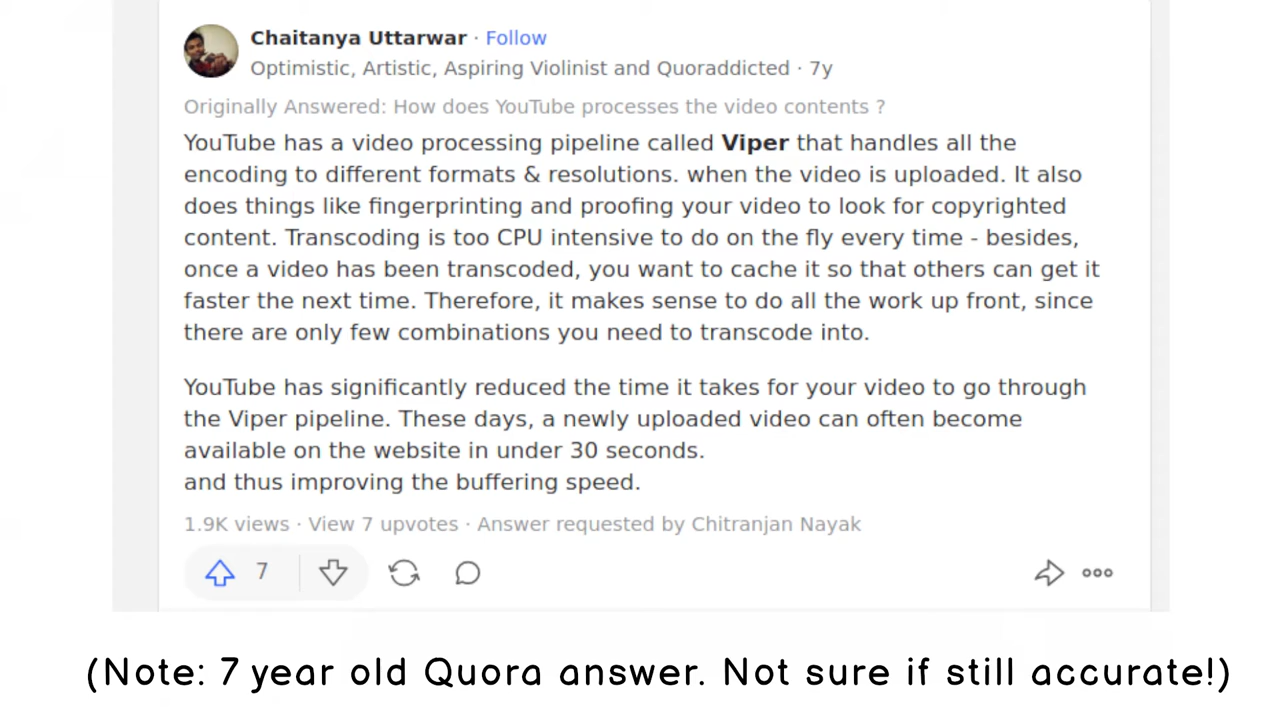 Chaitanya Uttarwar · Follow
Optimistic, Artistic, Aspiring Violinist and Quoraddicted · 7y
Originally Answered: How does YouTube processes the video contents ?
YouTube has a video processing pipeline called Viper that handles all the
encoding to different formats & resolutions. when the video is uploaded. It also
does things like fingerprinting and proofing your video to look for copyrighted
content. Transcoding is too CPU intensive to do on the fly every time - besides,
once a video has been transcoded, you want to cache it so that others can get it
faster the next time. Therefore, it makes sense to do all the work up front, since
there are only few combinations you need to transcode into.
YouTube has significantly reduced the time it takes for your video to go through
the Viper pipeline. These days, a newly uploaded video can often become
available on the website in under 30 seconds.
and thus improving the buffering speed.
1.9K views · View 7 upvotes · Answer requested by Chitranjan Nayak
7
(Note: 7 year old Quora answer. Not sure if still accurate!)